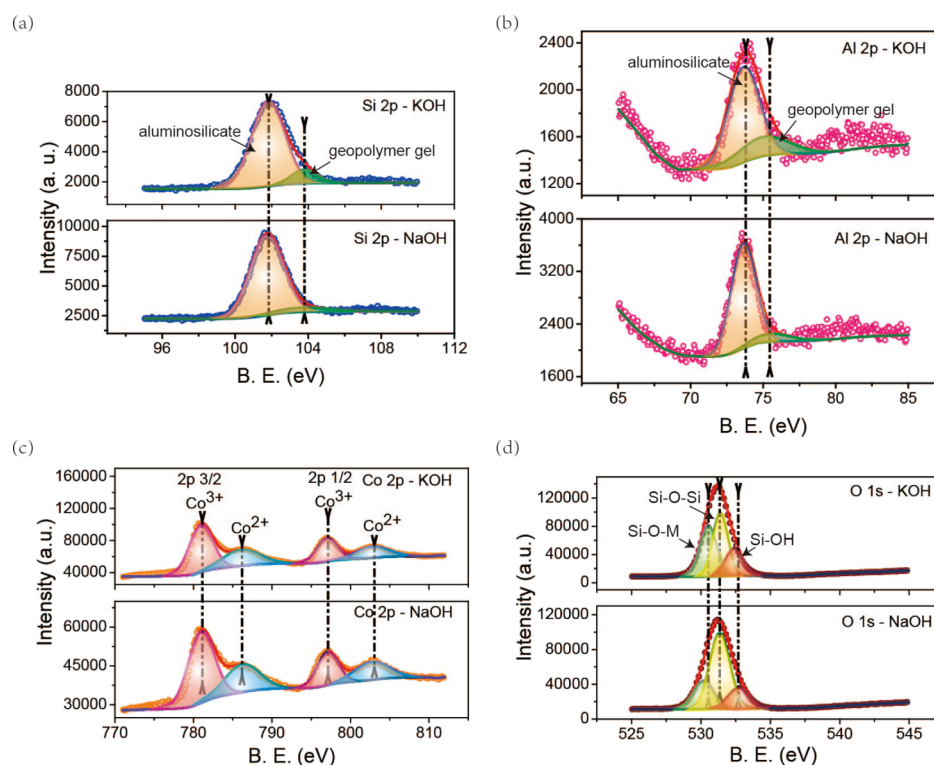 (a)
Si 2p - KOH
aluminosilicate
geopolymer gel
8000
6000
4000
2000
Si 2p - NaOH
10000
7500
5000
2500
Intensity (a. u.)
96 100 104 108 112
B. E. (eV)
(b)
Al 2p - KOH
aluminosilicate
geopolymer gel
2400
2000
1600
1200
Al 2p - NaOH
4000
3200
2400
1600
Intensity (a.u.)
65 70 75 80 85
B. E. (eV)
(c)
2p 3/2
2p 1/2
Co 2p - KOH
Co3+
Co2+
Co3+
Co2+
160000
120000
80000
40000
Co 2p - NaOH
60000
45000
30000
Intensity (a.u.)
770 780 790 800 810
B. E. (eV)
(d)
O 1s - KOH
Si-O-Si
Si-O-M
Si-OH
120000
80000
40000
0
O 1s - NaOH
120000
80000
40000
0
Intensity (a.u.)
525 530 535 540 545
B. E. (eV)